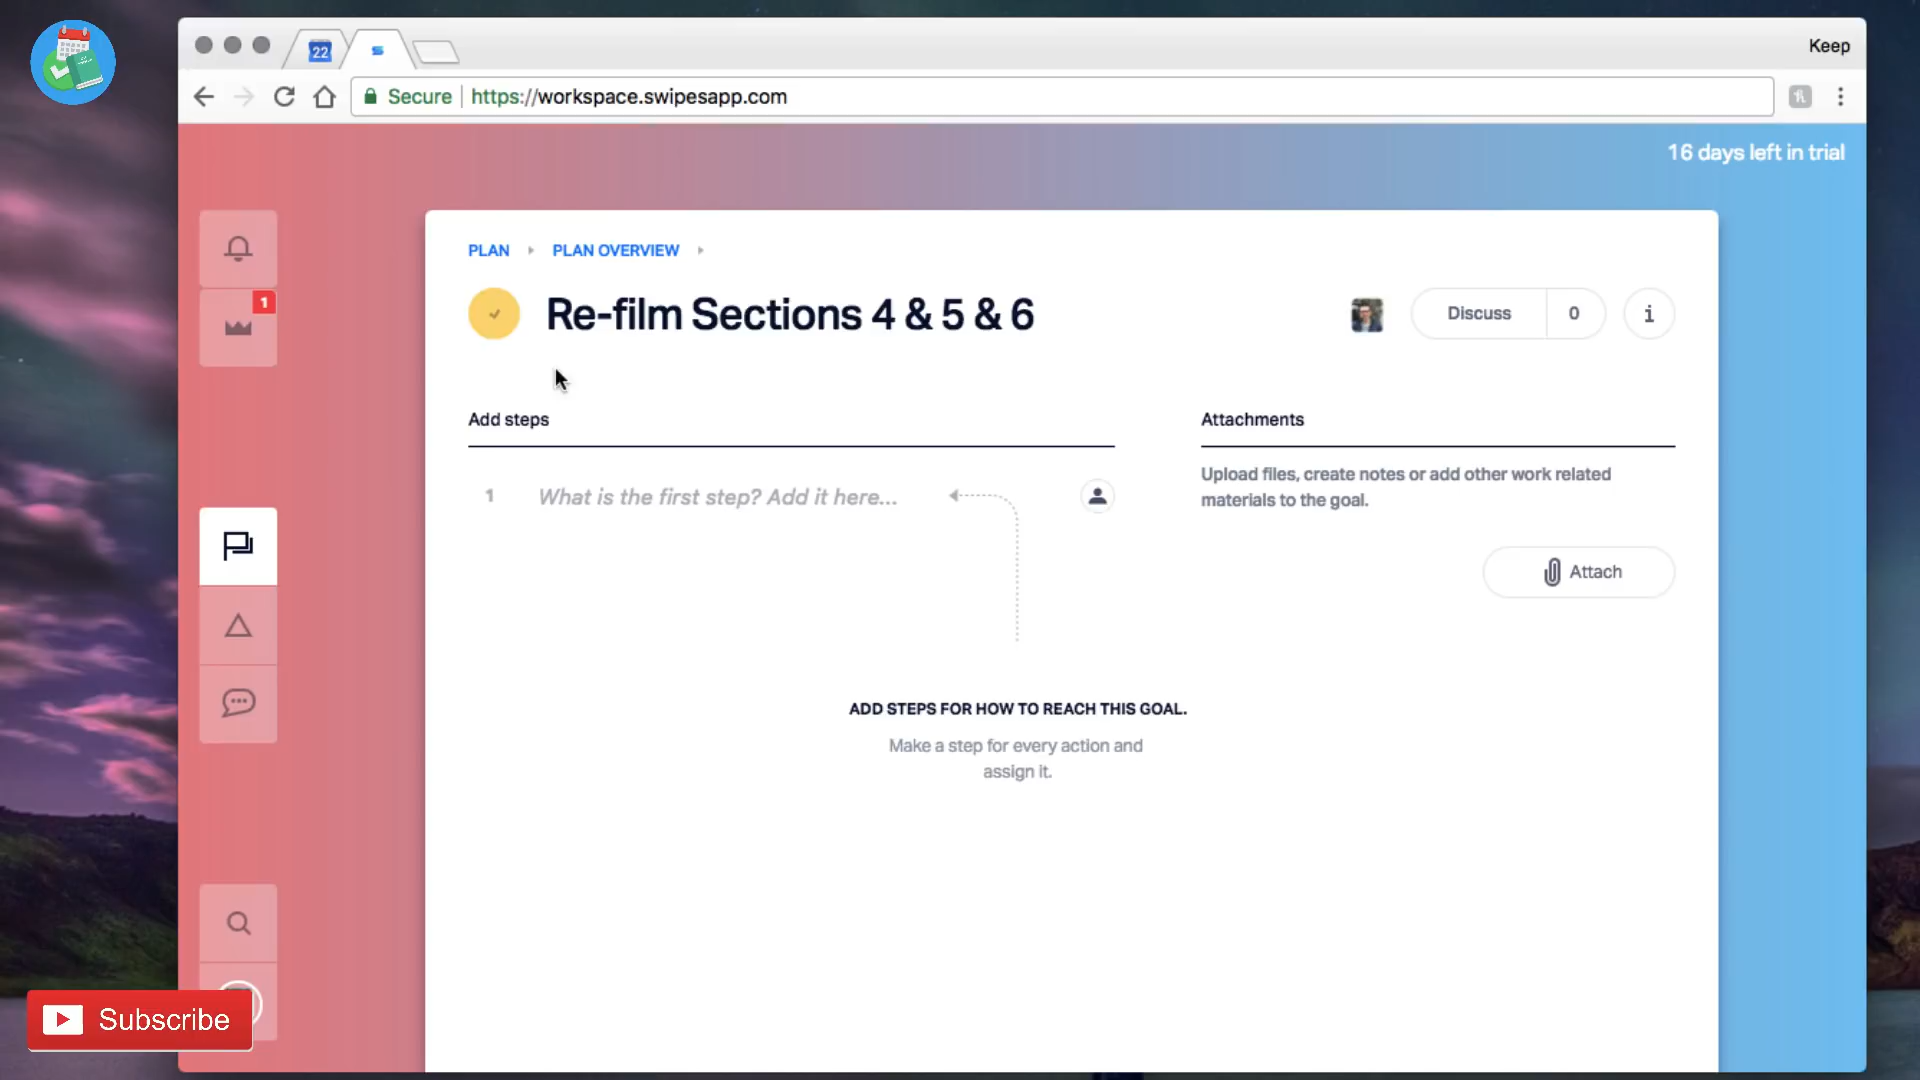 22
Keep
Secure
https://workspace.swipesapp.com
16 days left in trial
1
PLAN
PLAN OVERVIEW
Re-film Sections 4 & 5 & 6
Discuss
0
i
Add steps
1
What is the first step? Add it here...
Attachments
Upload files, create notes or add other work related
materials to the goal.
Attach
ADD STEPS FOR HOW TO REACH THIS GOAL.
Make a step for every action and
assign it.
Subscribe